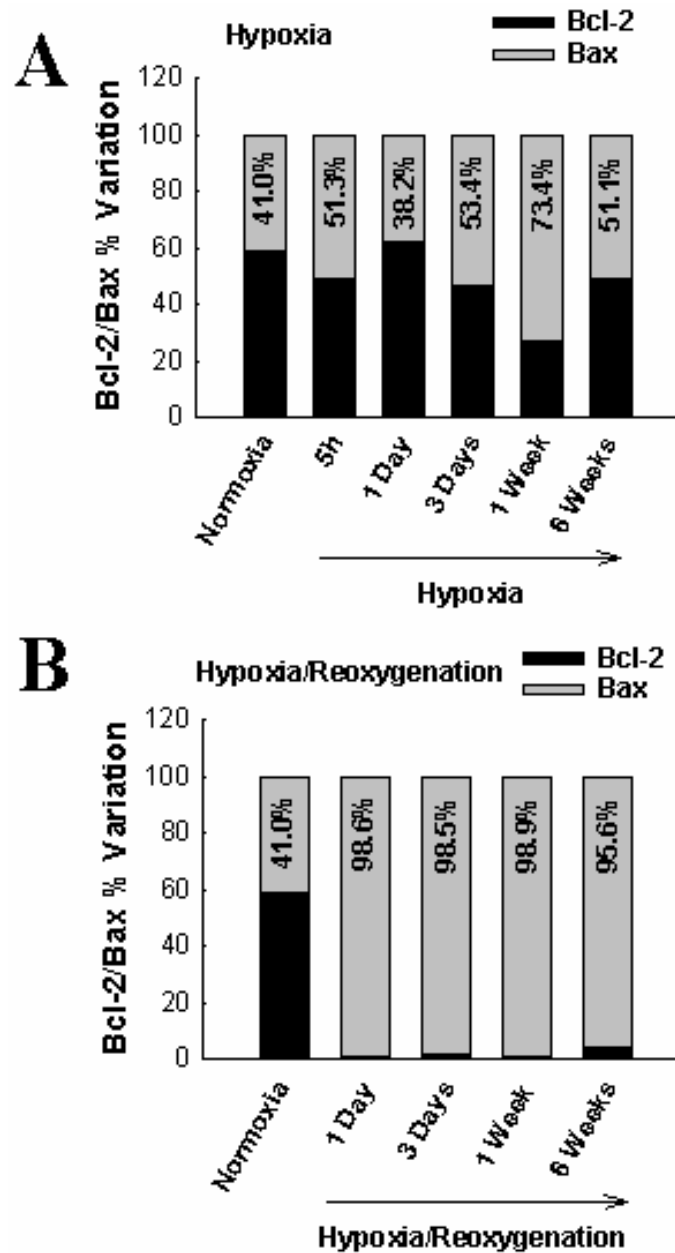 A
Hypoxia
Bcl-2
Bax
Bcl-2/Bax % Variation
120
100
80
60
40
20
0
41.0%
51.3%
38.2%
53.4%
73.4%
51.1%
Normoxia
5h
1 Day
3 Days
1 Week
6 Weeks
Hypoxia
B
Hypoxia/Reoxygenation
Bcl-2
Bax
Bcl-2/Bax % Variation
120
100
80
60
40
20
0
41.0%
98.6%
98.5%
98.9%
95.6%
Normoxia
1 Day
3 Days
1 Week
6 Weeks
Hypoxia/Reoxygenation